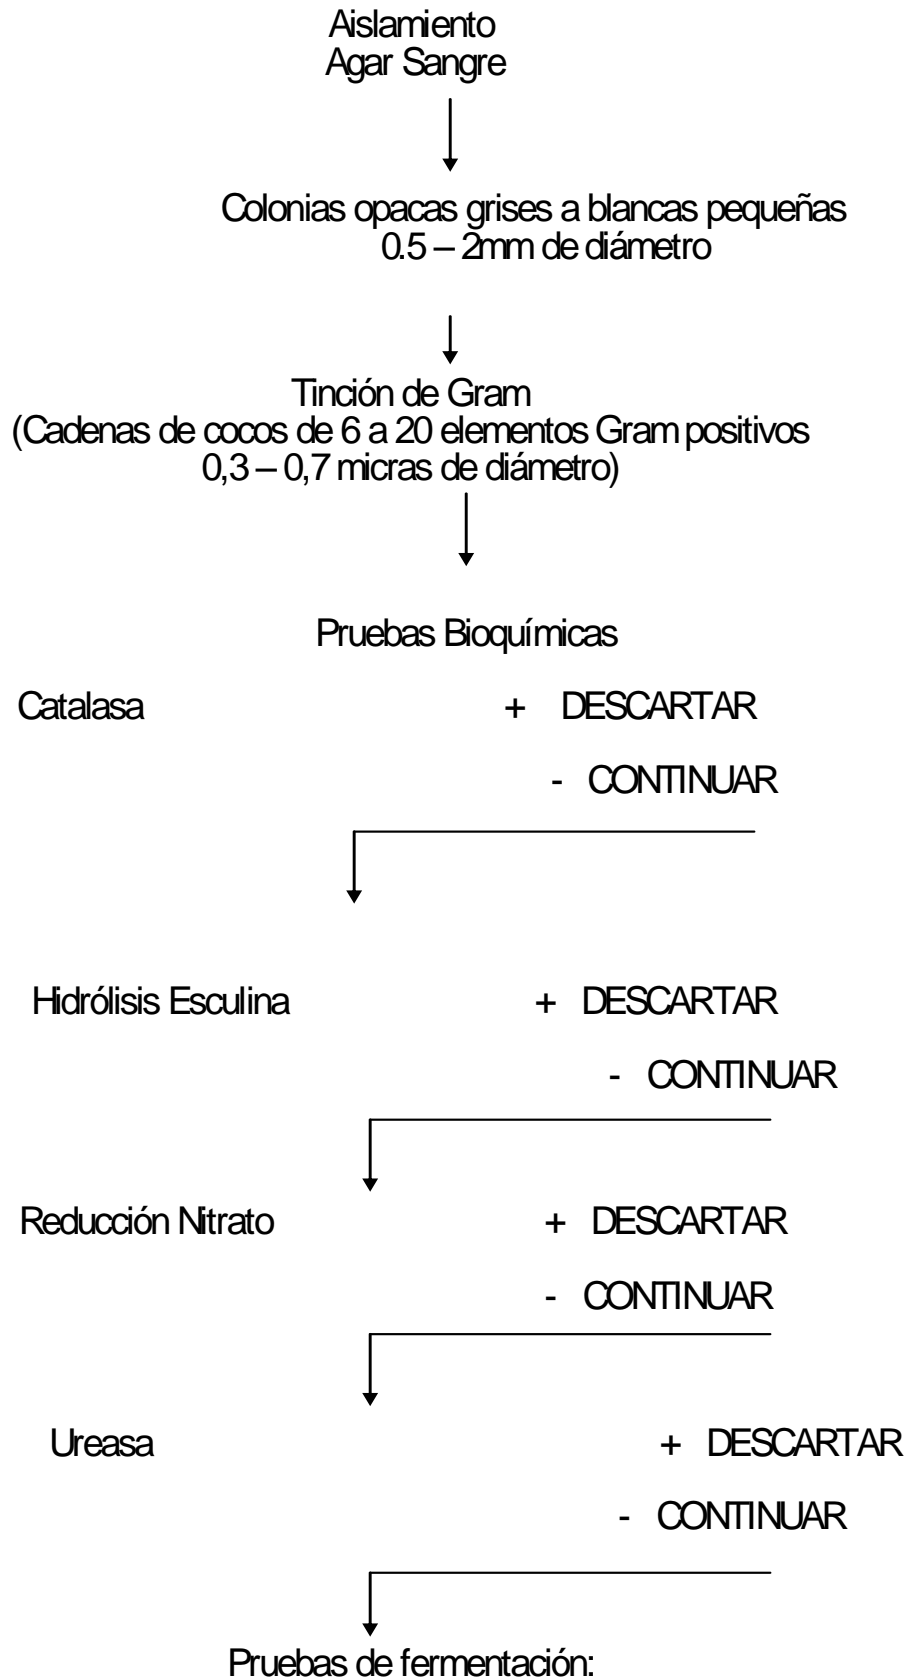 Aislamiento
Agar Sangre
Colonias opacas grises a blancas pequeñas
0.5 – 2mm de diámetro
Tinción de Gram
(Cadenas de cocos de 6 a 20 elementos Gram positivos
0,3 – 0,7 micras de diámetro)
Pruebas Bioquímicas
Catalasa + DESCARTAR
- CONTINUAR
Hidrólisis Esculina + DESCARTAR
- CONTINUAR
Reducción Nitrato + DESCARTAR
- CONTINUAR
Ureasa + DESCARTAR
- CONTINUAR
Pruebas de fermentación: